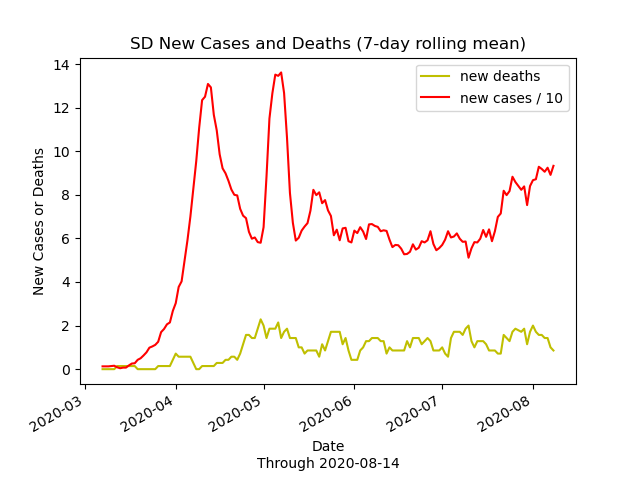 SD New Cases and Deaths (7-day rolling mean)
new deaths
new cases / 10
14
12
10
8
6
4
2
0
New Cases or Deaths
2020-03
2020-04
2020-05
2020-06
2020-07
2020-08
Date
Through 2020-08-14